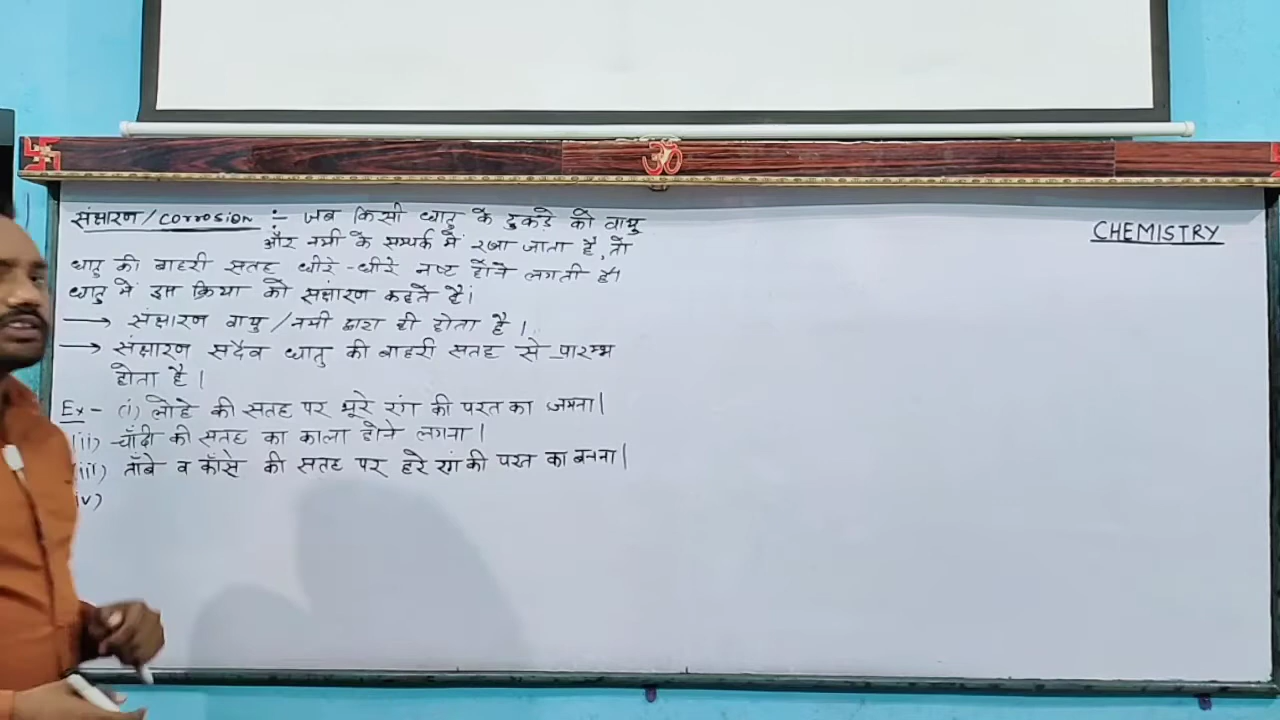 संक्षारण / Corrosion :- जब किसी धातु के टुकड़े को वायु
और नमी के सम्पर्क में रखा जाता है, तो
धातु की बाहरी सतह धीरे-धीरे नष्ट होने लगती है।
धातु में इस क्रिया को संक्षारण कहते है।
→ संक्षारण वायु/नमी द्वारा ही होता है।
→ संक्षारण सदैव धातु की बाहरी सतह से प्रारम्भ
होता है।
Ex - (i) लोहे की सतह पर भूरे रंग की परत का जमना।
(ii) चाँदी की सतह का काला होने लगना।
(iii) ताँबे व काँसे की सतह पर हरे रंग की परत का बनना।
iv)
CHEMISTRY
ॐ